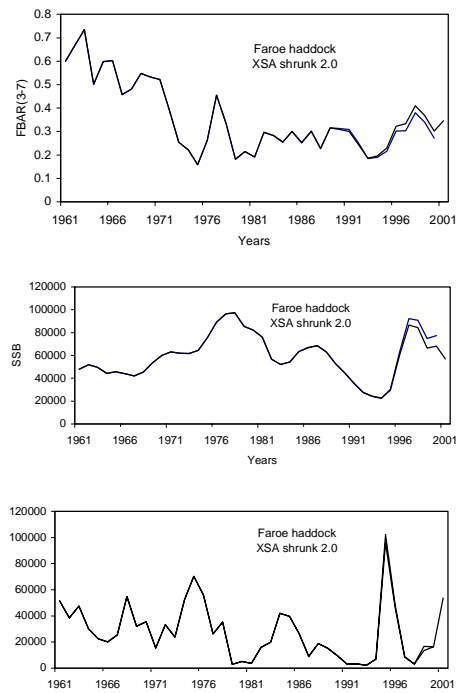 0.8
0.7
0.6
0.5
0.4
0.3
0.2
0.1
0
FBAR(3-7)
Faroe haddock
XSA shrunk 2.0
1961 1966 1971 1976 1981 1986 1991 1996 2001
Years
120000
100000
80000
60000
40000
20000
0
SSB
Faroe haddock
XSA shrunk 2.0
1961 1966 1971 1976 1981 1986 1991 1996 2001
Years
120000
100000
80000
60000
40000
20000
0
Faroe haddock
XSA shrunk 2.0
1961 1966 1971 1976 1981 1986 1991 1996 2001